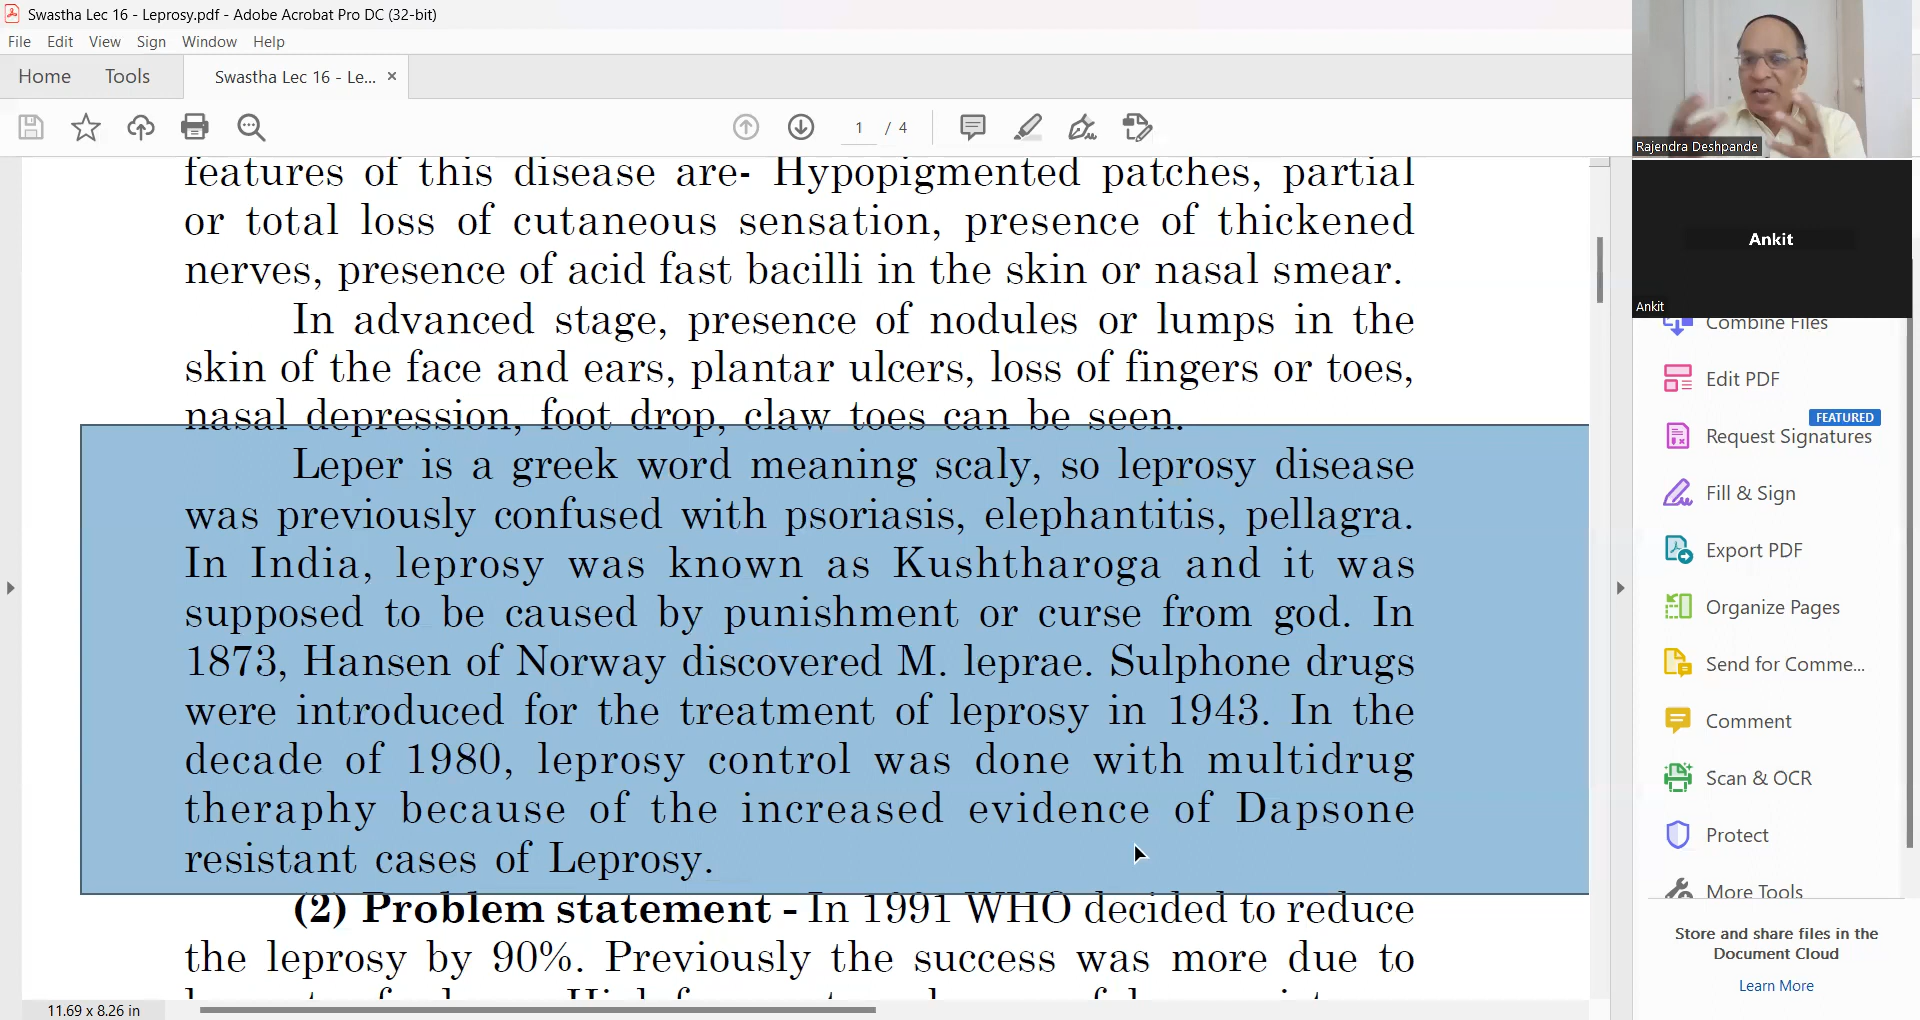 Swastha Lec 16 - Leprosy.pdf - Adobe Acrobat Pro DC (32-bit)
File Edit View Sign Window Help
Home Tools Swastha Lec 16 - Le... ×
1 / 4
features of this disease are- Hypopigmented patches, partial
or total loss of cutaneous sensation, presence of thickened
nerves, presence of acid fast bacilli in the skin or nasal smear.
In advanced stage, presence of nodules or lumps in the
skin of the face and ears, plantar ulcers, loss of fingers or toes,
nasal depression, foot drop, claw toes can be seen.
Leper is a greek word meaning scaly, so leprosy disease
was previously confused with psoriasis, elephantitis, pellagra.
In India, leprosy was known as Kushtharoga and it was
supposed to be caused by punishment or curse from god. In
1873, Hansen of Norway discovered M. leprae. Sulphone drugs
were introduced for the treatment of leprosy in 1943. In the
decade of 1980, leprosy control was done with multidrug
theraphy because of the increased evidence of Dapsone
resistant cases of Leprosy.
(2) Problem statement - In 1991 WHO decided to reduce
the leprosy by 90%. Previously the success was more due to
11.69 x 8.26 in
Rajendra Deshpande
Ankit
Ankit
Combine Files
Edit PDF
FEATURED
Request Signatures
Fill & Sign
Export PDF
Organize Pages
Send for Comme...
Comment
Scan & OCR
Protect
More Tools
Store and share files in the
Document Cloud
Learn More